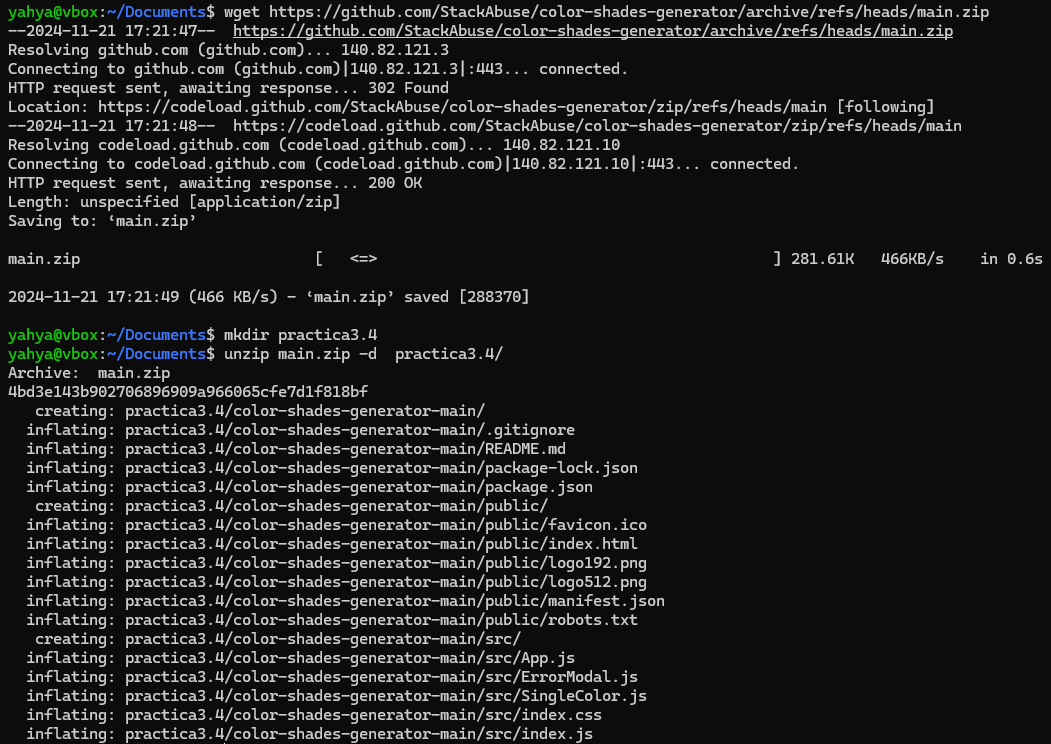 yahya@vbox:~/Documents$ wget https://github.com/StackAbuse/color-shades-generator/archive/refs/heads/main.zip
--2024-11-21 17:21:47--  https://github.com/StackAbuse/color-shades-generator/archive/refs/heads/main.zip
Resolving github.com (github.com)... 140.82.121.3
Connecting to github.com (github.com)|140.82.121.3|:443... connected.
HTTP request sent, awaiting response... 302 Found
Location: https://codeload.github.com/StackAbuse/color-shades-generator/zip/refs/heads/main [following]
--2024-11-21 17:21:48--  https://codeload.github.com/StackAbuse/color-shades-generator/zip/refs/heads/main
Resolving codeload.github.com (codeload.github.com)... 140.82.121.10
Connecting to codeload.github.com (codeload.github.com)|140.82.121.10|:443... connected.
HTTP request sent, awaiting response... 200 OK
Length: unspecified [application/zip]
Saving to: ‘main.zip’
main.zip                          [   <=>                                            ] 281.61K   466KB/s    in 0.6s
2024-11-21 17:21:49 (466 KB/s) - ‘main.zip’ saved [288370]
yahya@vbox:~/Documents$ mkdir practica3.4
yahya@vbox:~/Documents$ unzip main.zip -d  practica3.4/
Archive:  main.zip
4bd3e143b902706896909a966065cfe7d1f818bf
   creating: practica3.4/color-shades-generator-main/
  inflating: practica3.4/color-shades-generator-main/.gitignore
  inflating: practica3.4/color-shades-generator-main/README.md
  inflating: practica3.4/color-shades-generator-main/package-lock.json
  inflating: practica3.4/color-shades-generator-main/package.json
   creating: practica3.4/color-shades-generator-main/public/
  inflating: practica3.4/color-shades-generator-main/public/favicon.ico
  inflating: practica3.4/color-shades-generator-main/public/index.html
  inflating: practica3.4/color-shades-generator-main/public/logo192.png
  inflating: practica3.4/color-shades-generator-main/public/logo512.png
  inflating: practica3.4/color-shades-generator-main/public/manifest.json
  inflating: practica3.4/color-shades-generator-main/public/robots.txt
   creating: practica3.4/color-shades-generator-main/src/
  inflating: practica3.4/color-shades-generator-main/src/App.js
  inflating: practica3.4/color-shades-generator-main/src/ErrorModal.js
  inflating: practica3.4/color-shades-generator-main/src/SingleColor.js
  inflating: practica3.4/color-shades-generator-main/src/index.css
  inflating: practica3.4/color-shades-generator-main/src/index.js